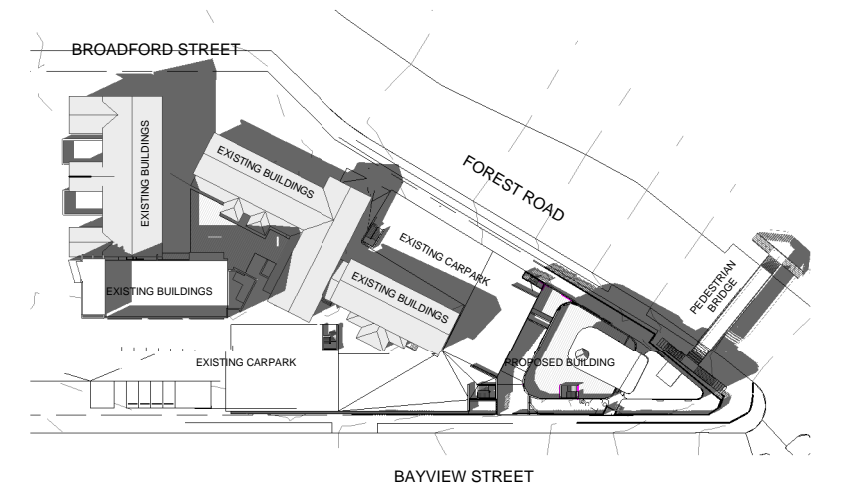 BROADFORD STREET
EXISTING BUILDINGS
EXISTING BUILDINGS
FOREST ROAD
EXISTING CARPARK
PEDESTRIAN
BRIDGE
EXISTING BUILDINGS
EXISTING BUILDINGS
EXISTING CARPARK
PROPOSED BUILDING
BAYVIEW STREET